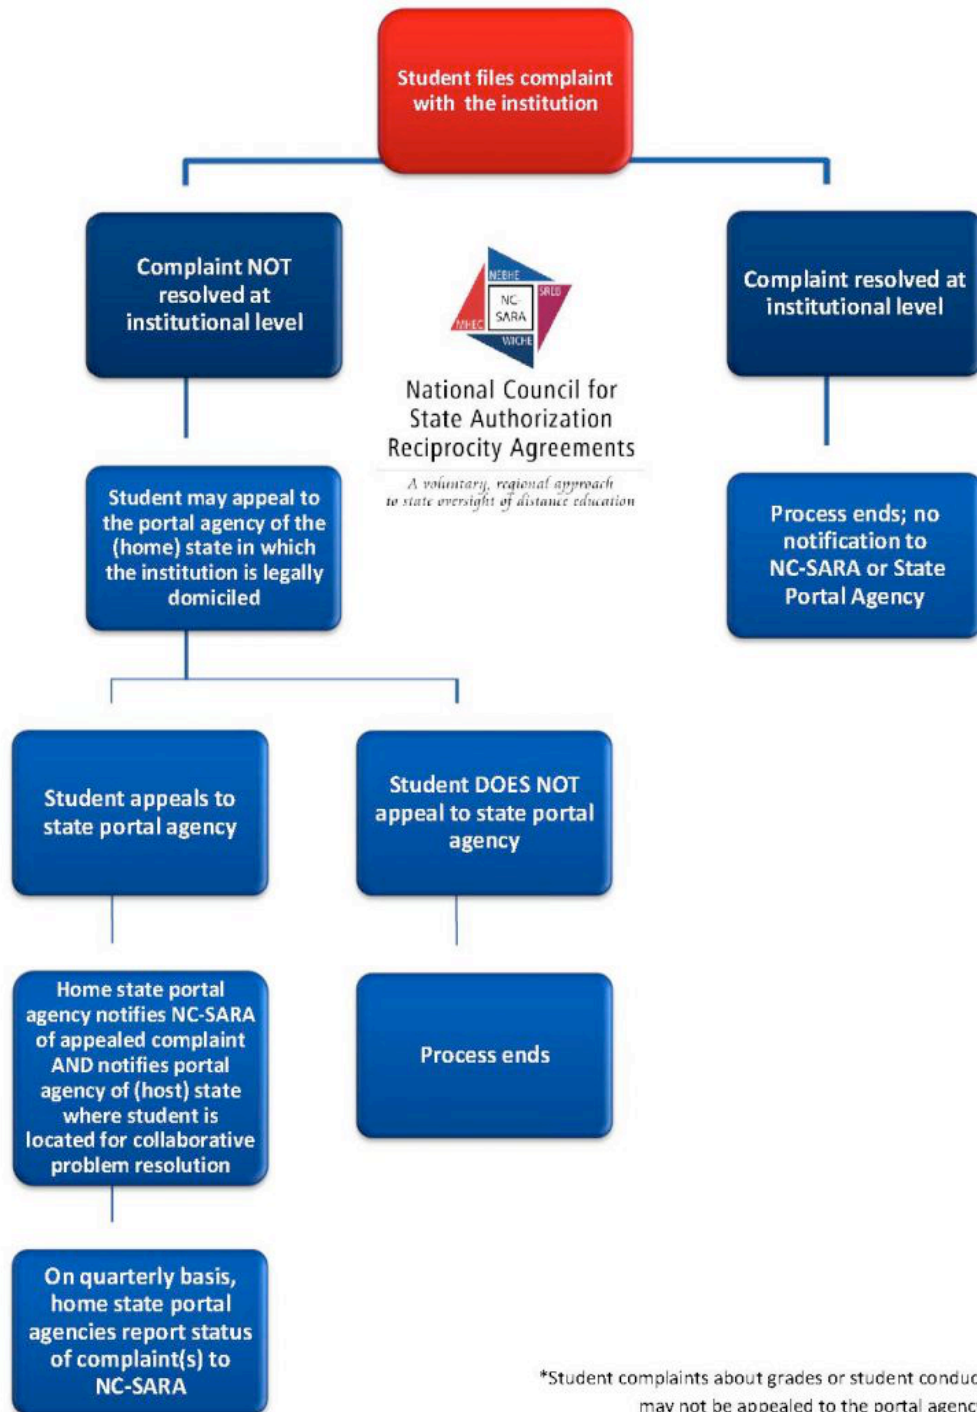 Student files complaint
with the institution
Complaint NOT
resolved at
institutional level
NEBHE
SREB
NC-
SARA
MHEC
WICHE
National Council for
State Authorization
Reciprocity Agreements
A voluntary, regional approach
to state oversight of distance education
Complaint resolved at
institutional level
Student may appeal to
the portal agency of the
(home) state in which
the institution is legally
domiciled
Process ends; no
notification to
NC-SARA or State
Portal Agency
Student appeals to
state portal agency
Student DOES NOT
appeal to state portal
agency
Home state portal
agency notifies NC-SARA
of appealed complaint
AND notifies portal
agency of (host) state
where student is
located for collaborative
problem resolution
Process ends
On quarterly basis,
home state portal
agencies report status
of complaint(s) to
NC-SARA
*Student complaints about grades or student conduc
may not be appealed to the portal agenc